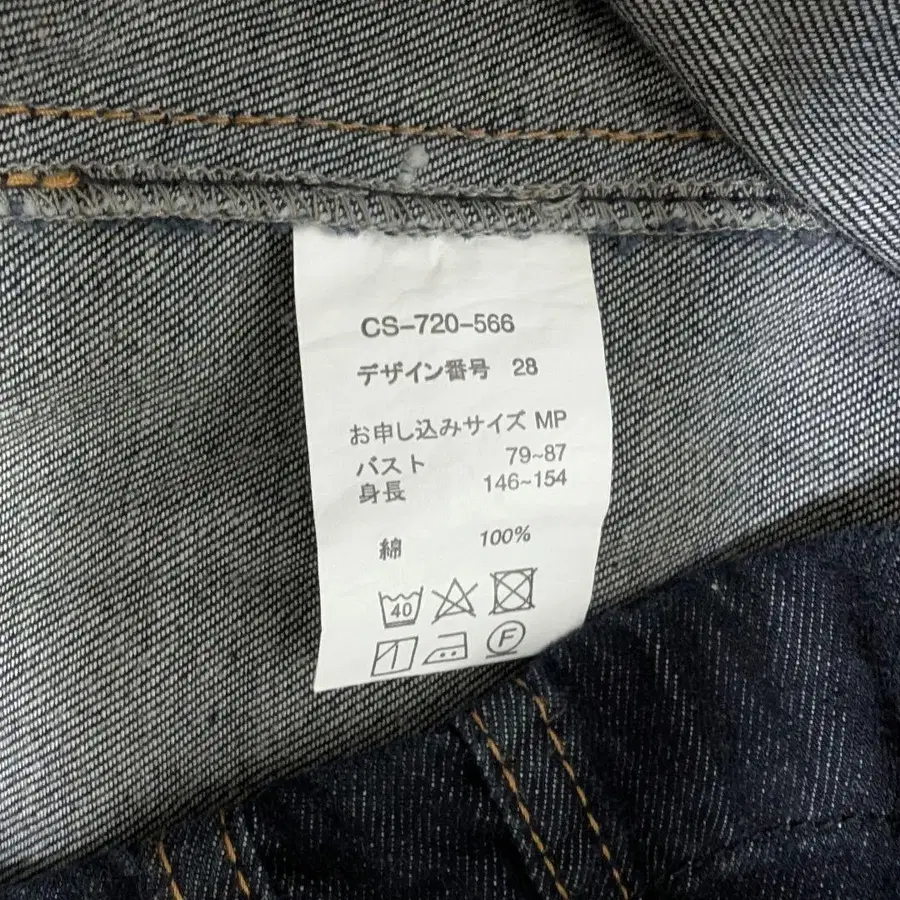 CS-720-566
デザイン番号 28
お申し込みサイズ MP
バスト 79~87
身長 146~154
綿 100%
40
F